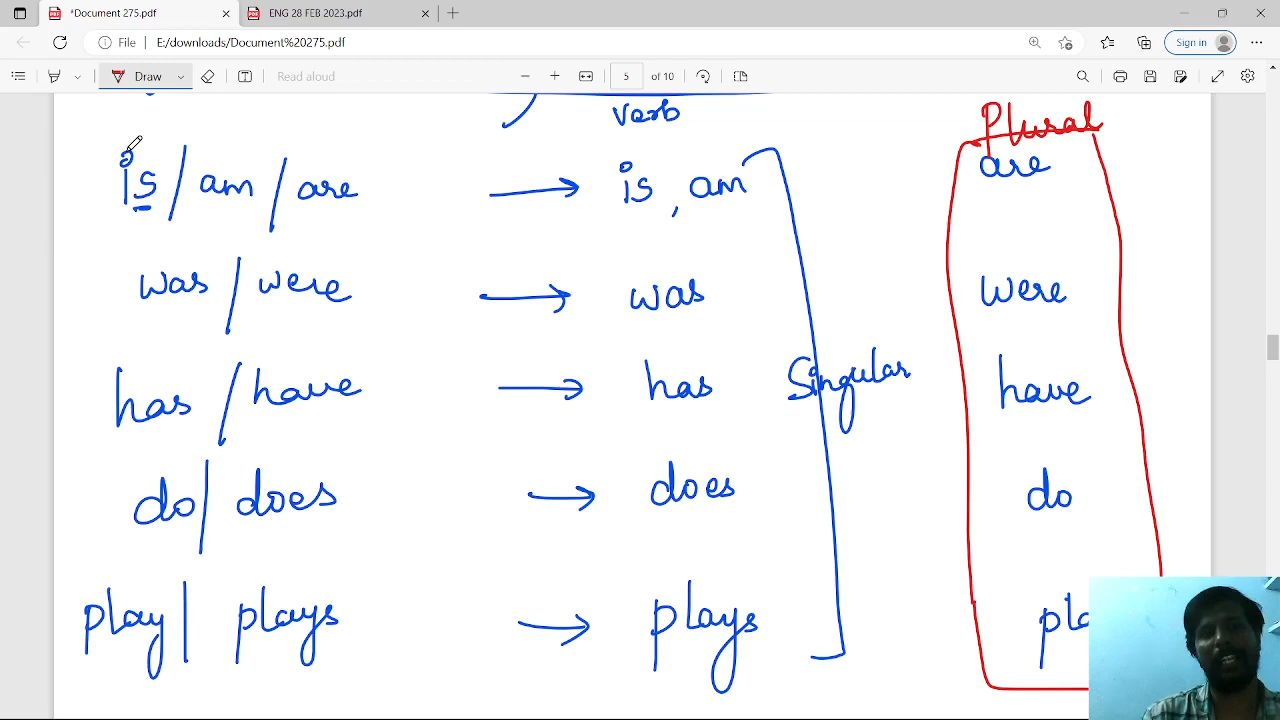 *Document 275.pdf ENG 28 FEB 2023.pdf
File E:/downloads/Document%20275.pdf Sign in
Draw Read aloud 5 of 10
verb Plural
is / am / are → is, am are
was / were → was were
has / have → has Singular have
do | does → does do
play | plays → plays